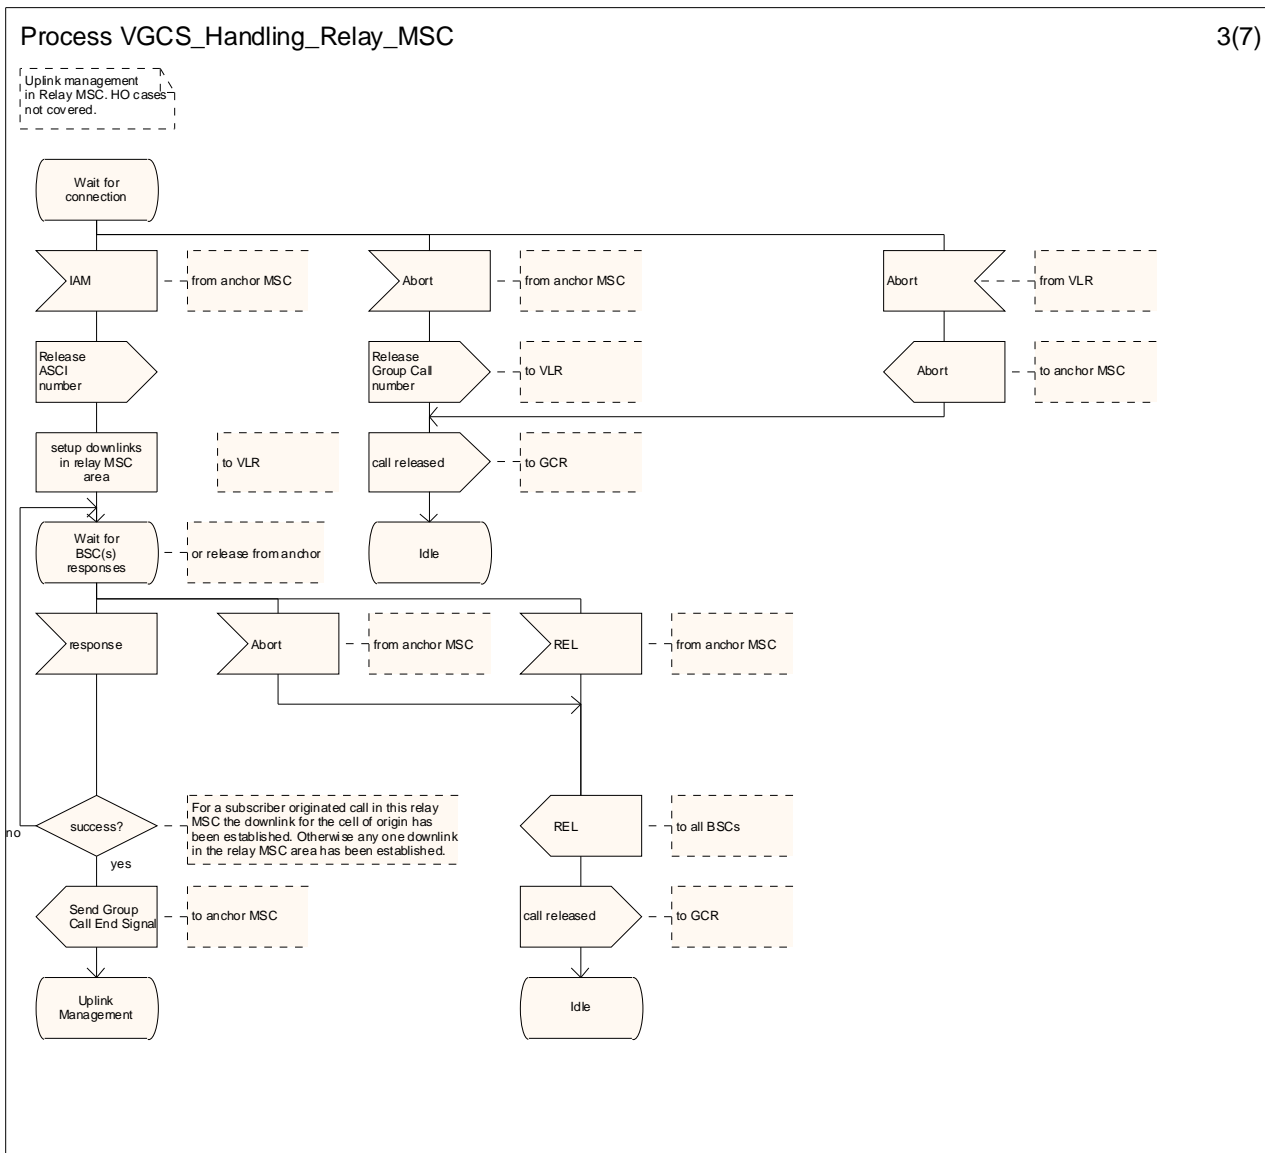 Process VGCS_Handling_Relay_MSC
3(7)
Uplink management
in Relay MSC. HO cases
not covered.
Wait for
connection
IAM
from anchor MSC
Abort
from anchor MSC
Abort
from VLR
Release
ASCI
number
Release
Group Call
number
to VLR
Abort
to anchor MSC
setup downlinks
in relay MSC
area
to VLR
call released
to GCR
Wait for
BSC(s)
responses
or release from anchor
Idle
response
Abort
from anchor MSC
REL
from anchor MSC
success?
no
yes
For a subscriber originated call in this relay
MSC the downlink for the cell of origin has
been established. Otherwise any one downlink
in the relay MSC area has been established.
REL
to all BSCs
Send Group
Call End Signal
to anchor MSC
call released
to GCR
Uplink
Management
Idle